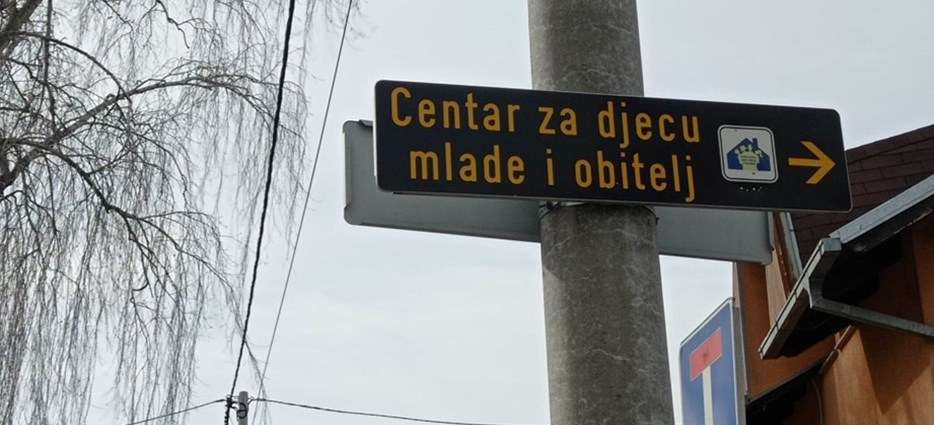 Centar za djecu
mlade i obitelj